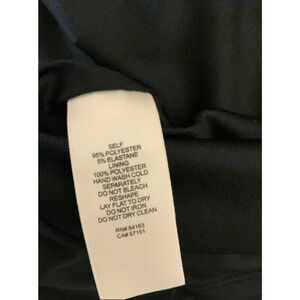 SELF
95% POLYESTER
5% ELASTANE
LINING
100% POLYESTER
HAND WASH COLD
SEPARATELY
DO NOT BLEACH
RESHAPE
LAY FLAT TO DRY
DO NOT IRON
DO NOT DRY CLEAN
RN# 54163
CA# 57151